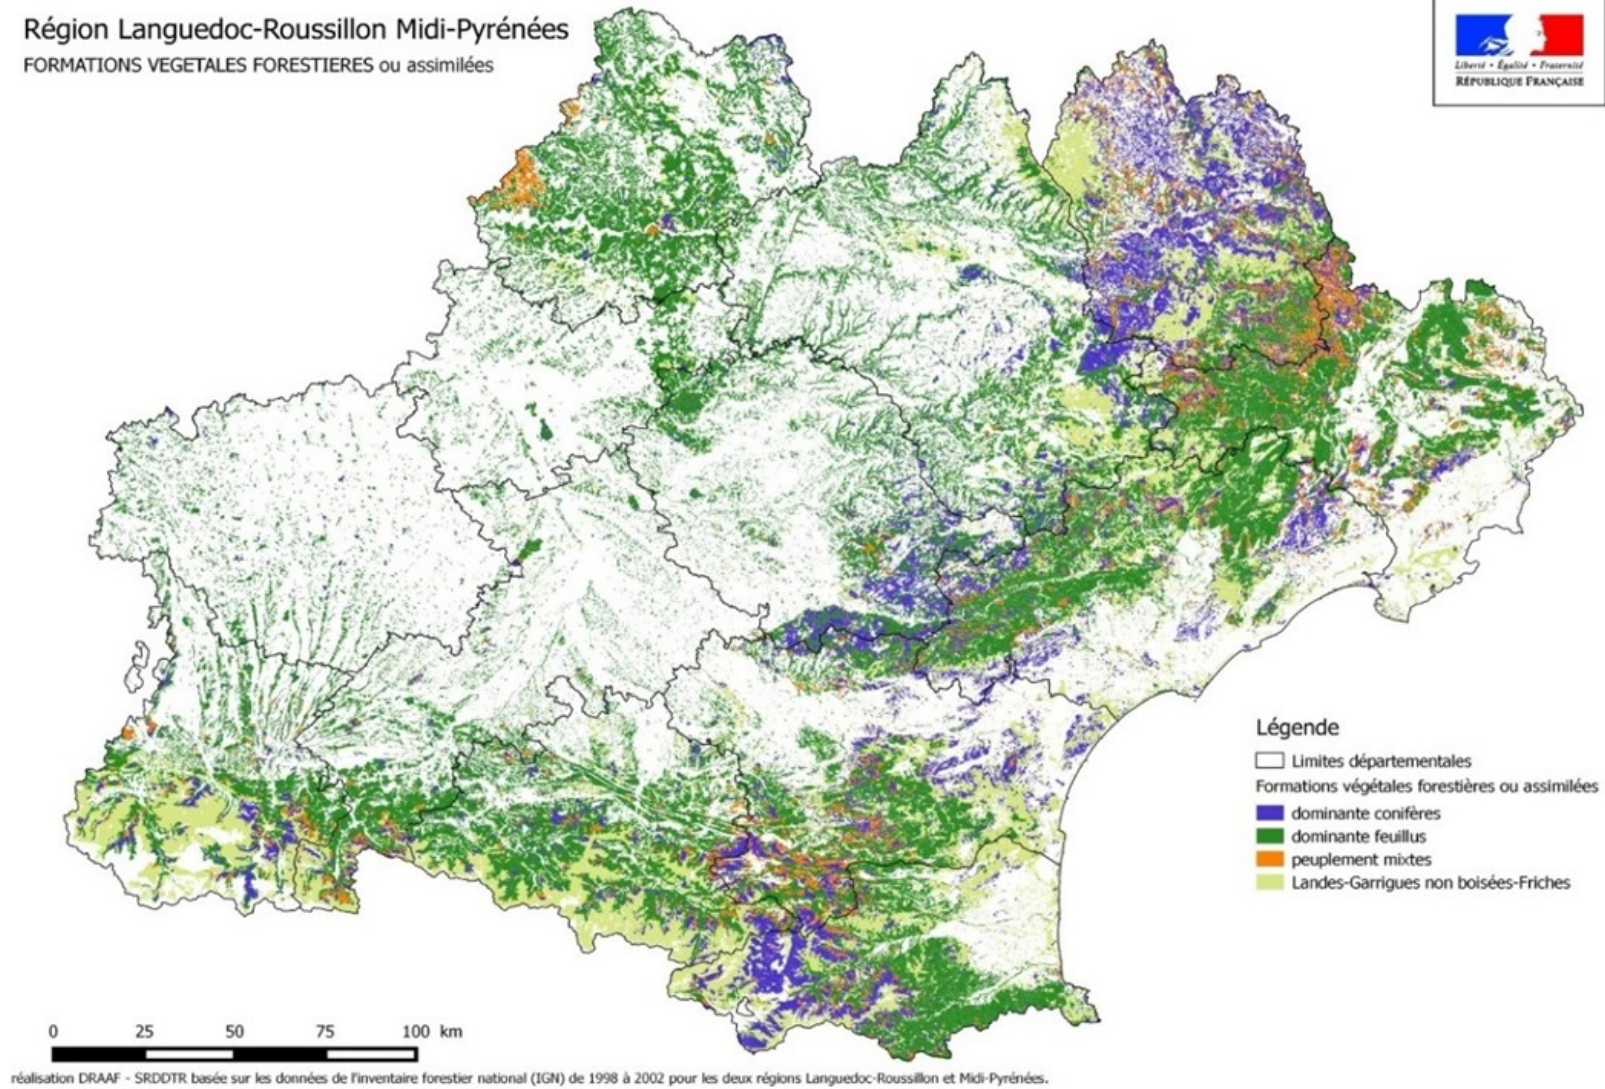 Région Languedoc-Roussillon Midi-Pyrénées
FORMATIONS VEGETALES FORESTIERES ou assimilées
Liberté • Égalité • Fraternité
RÉPUBLIQUE FRANÇAISE
Légende
Limites départementales
Formations végétales forestières ou assimilées
dominante conifères
dominante feuillus
peuplement mixtes
Landes-Garrigues non boisées-Friches
0 25 50 75 100 km
réalisation DRAAF - SRDDTR basée sur les données de l'inventaire forestier national (IGN) de 1998 à 2002 pour les deux régions Languedoc-Roussillon et Midi-Pyrénées.